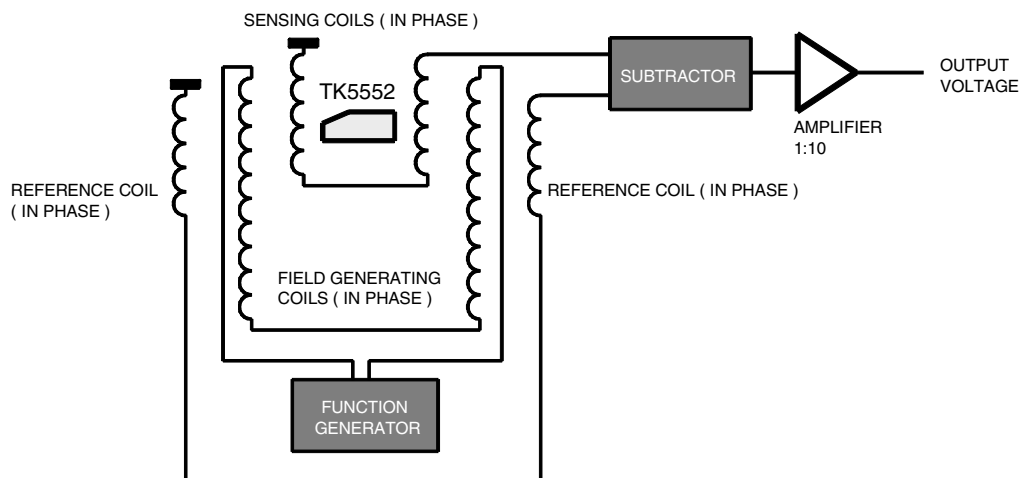 SENSING COILS ( IN PHASE )
TK5552
SUBTRACTOR
OUTPUT
VOLTAGE
AMPLIFIER
1:10
REFERENCE COIL
( IN PHASE )
REFERENCE COIL ( IN PHASE )
FIELD GENERATING
COILS ( IN PHASE )
FUNCTION
GENERATOR